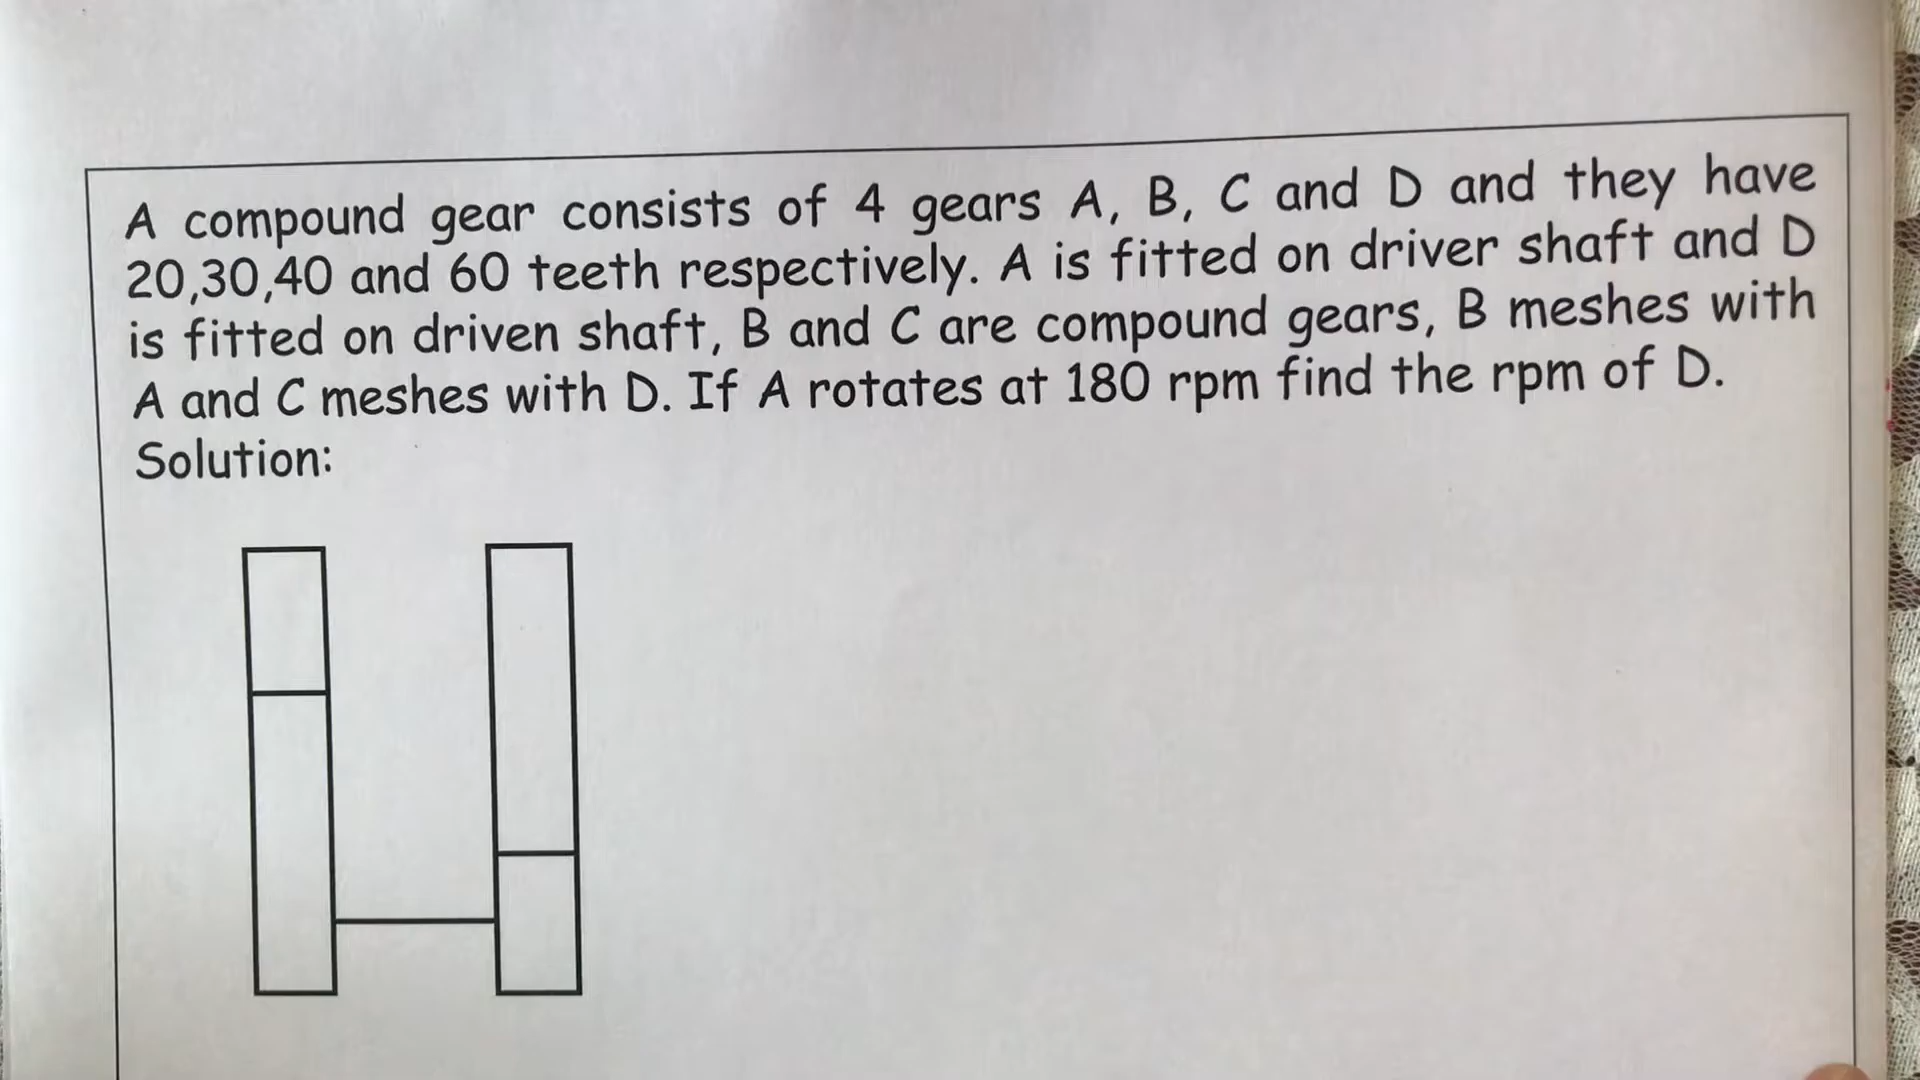 A compound gear consists of 4 gears A, B, C and D and they have
20,30,40 and 60 teeth respectively. A is fitted on driver shaft and D
is fitted on driven shaft, B and C are compound gears, B meshes with
A and C meshes with D. If A rotates at 180 rpm find the rpm of D.
Solution: